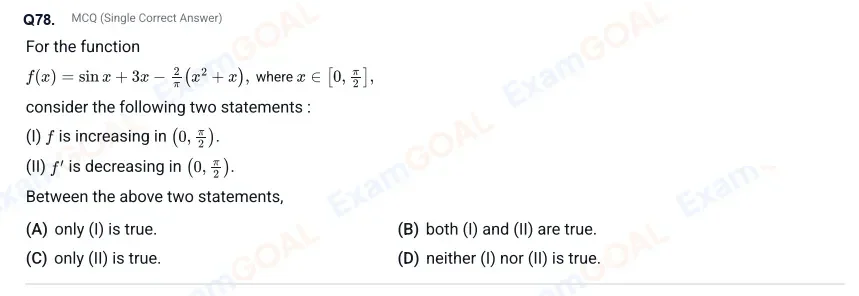 Q78. MCQ (Single Correct Answer)
For the function
f(x) = sin x + 3x − 2/π (x² + x), where x ∈ [0, π/2],
consider the following two statements :
(I) f is increasing in (0, π/2).
(II) f′ is decreasing in (0, π/2).
Between the above two statements,
(A) only (I) is true. (B) both (I) and (II) are true.
(C) only (II) is true. (D) neither (I) nor (II) is true.
ExamGOAL